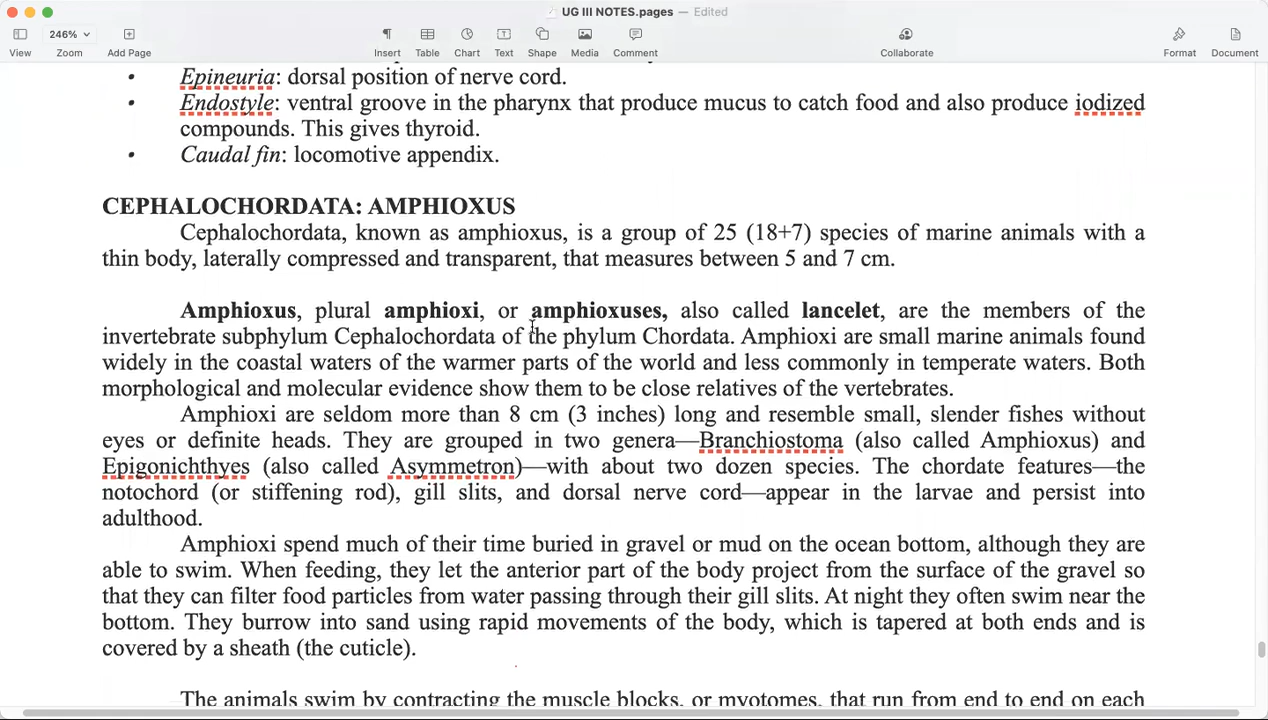 UG III NOTES.pages — Edited
246%
View Zoom Add Page Insert Table Chart Text Shape Media Comment Collaborate Format Document
• Epineuria: dorsal position of nerve cord.
• Endostyle: ventral groove in the pharynx that produce mucus to catch food and also produce iodized
compounds. This gives thyroid.
• Caudal fin: locomotive appendix.
CEPHALOCHORDATA: AMPHIOXUS
Cephalochordata, known as amphioxus, is a group of 25 (18+7) species of marine animals with a
thin body, laterally compressed and transparent, that measures between 5 and 7 cm.
Amphioxus, plural amphioxi, or amphioxuses, also called lancelet, are the members of the
invertebrate subphylum Cephalochordata of the phylum Chordata. Amphioxi are small marine animals found
widely in the coastal waters of the warmer parts of the world and less commonly in temperate waters. Both
morphological and molecular evidence show them to be close relatives of the vertebrates.
Amphioxi are seldom more than 8 cm (3 inches) long and resemble small, slender fishes without
eyes or definite heads. They are grouped in two genera—Branchiostoma (also called Amphioxus) and
Epigonichthyes (also called Asymmetron)—with about two dozen species. The chordate features—the
notochord (or stiffening rod), gill slits, and dorsal nerve cord—appear in the larvae and persist into
adulthood.
Amphioxi spend much of their time buried in gravel or mud on the ocean bottom, although they are
able to swim. When feeding, they let the anterior part of the body project from the surface of the gravel so
that they can filter food particles from water passing through their gill slits. At night they often swim near the
bottom. They burrow into sand using rapid movements of the body, which is tapered at both ends and is
covered by a sheath (the cuticle).
The animals swim by contracting the muscle blocks, or myotomes, that run from end to end on each